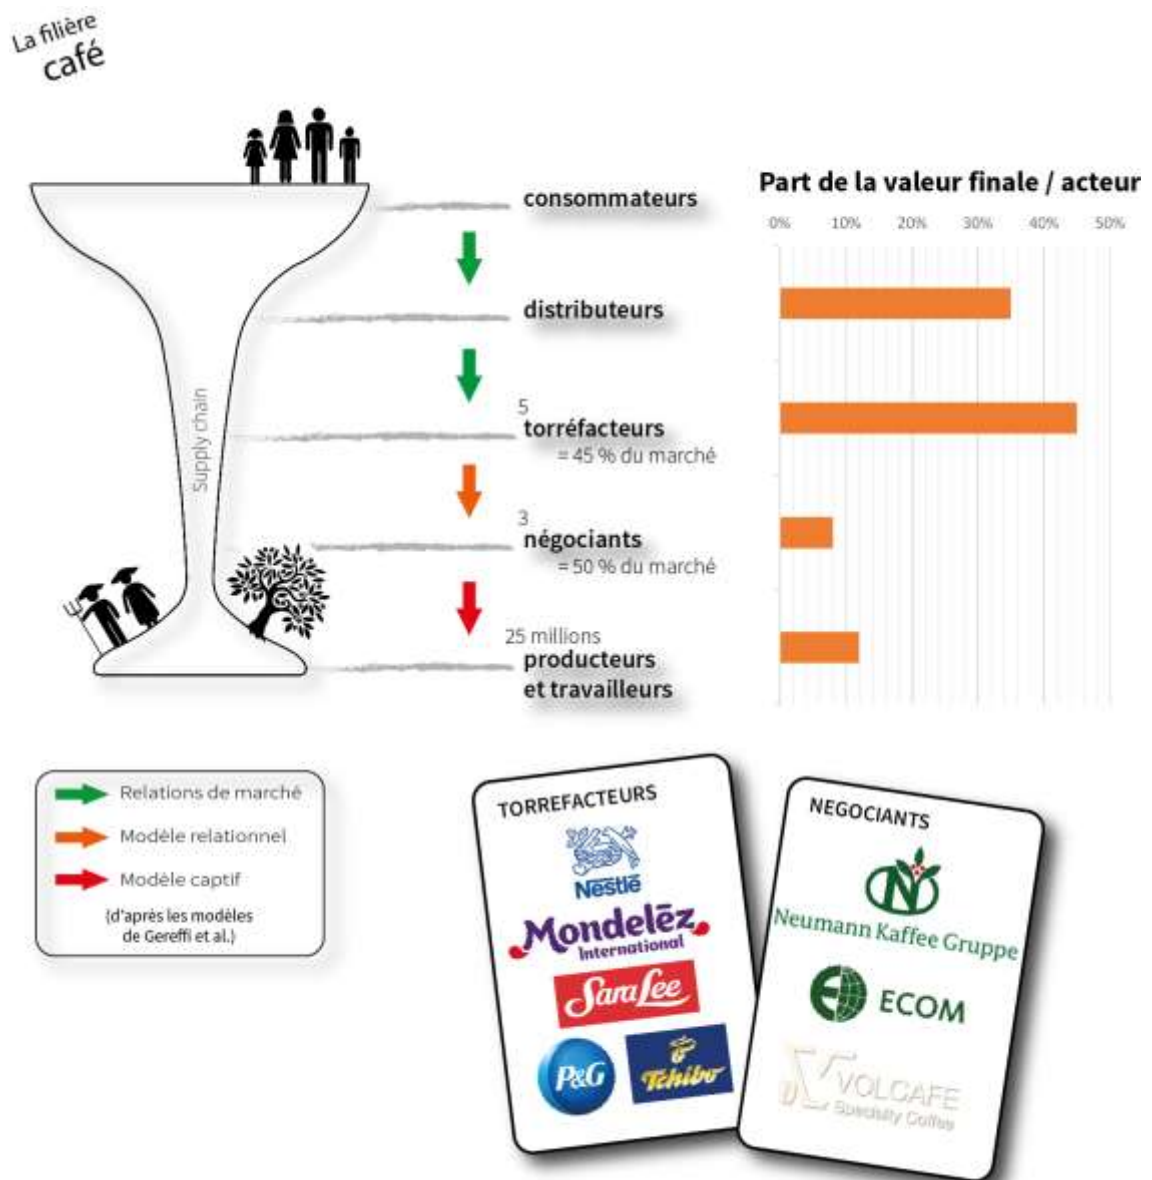 La filière
café
consommateurs
distributeurs
5
torréfacteurs
= 45 % du marché
3
négociants
= 50 % du marché
25 millions
producteurs
et travailleurs
Supply chain
Part de la valeur finale / acteur
0% 10% 20% 30% 40% 50%
Relations de marché
Modèle relationnel
Modèle captif
(d'après les modèles
de Gereffi et al.)
TORREFACTEURS
Nestlé
Mondelēz
International
Sara Lee
P&G
Tchibo
NEGOCIANTS
N
Neumann Kaffee Gruppe
ECOM
VOLCAFE
Specialty Coffee